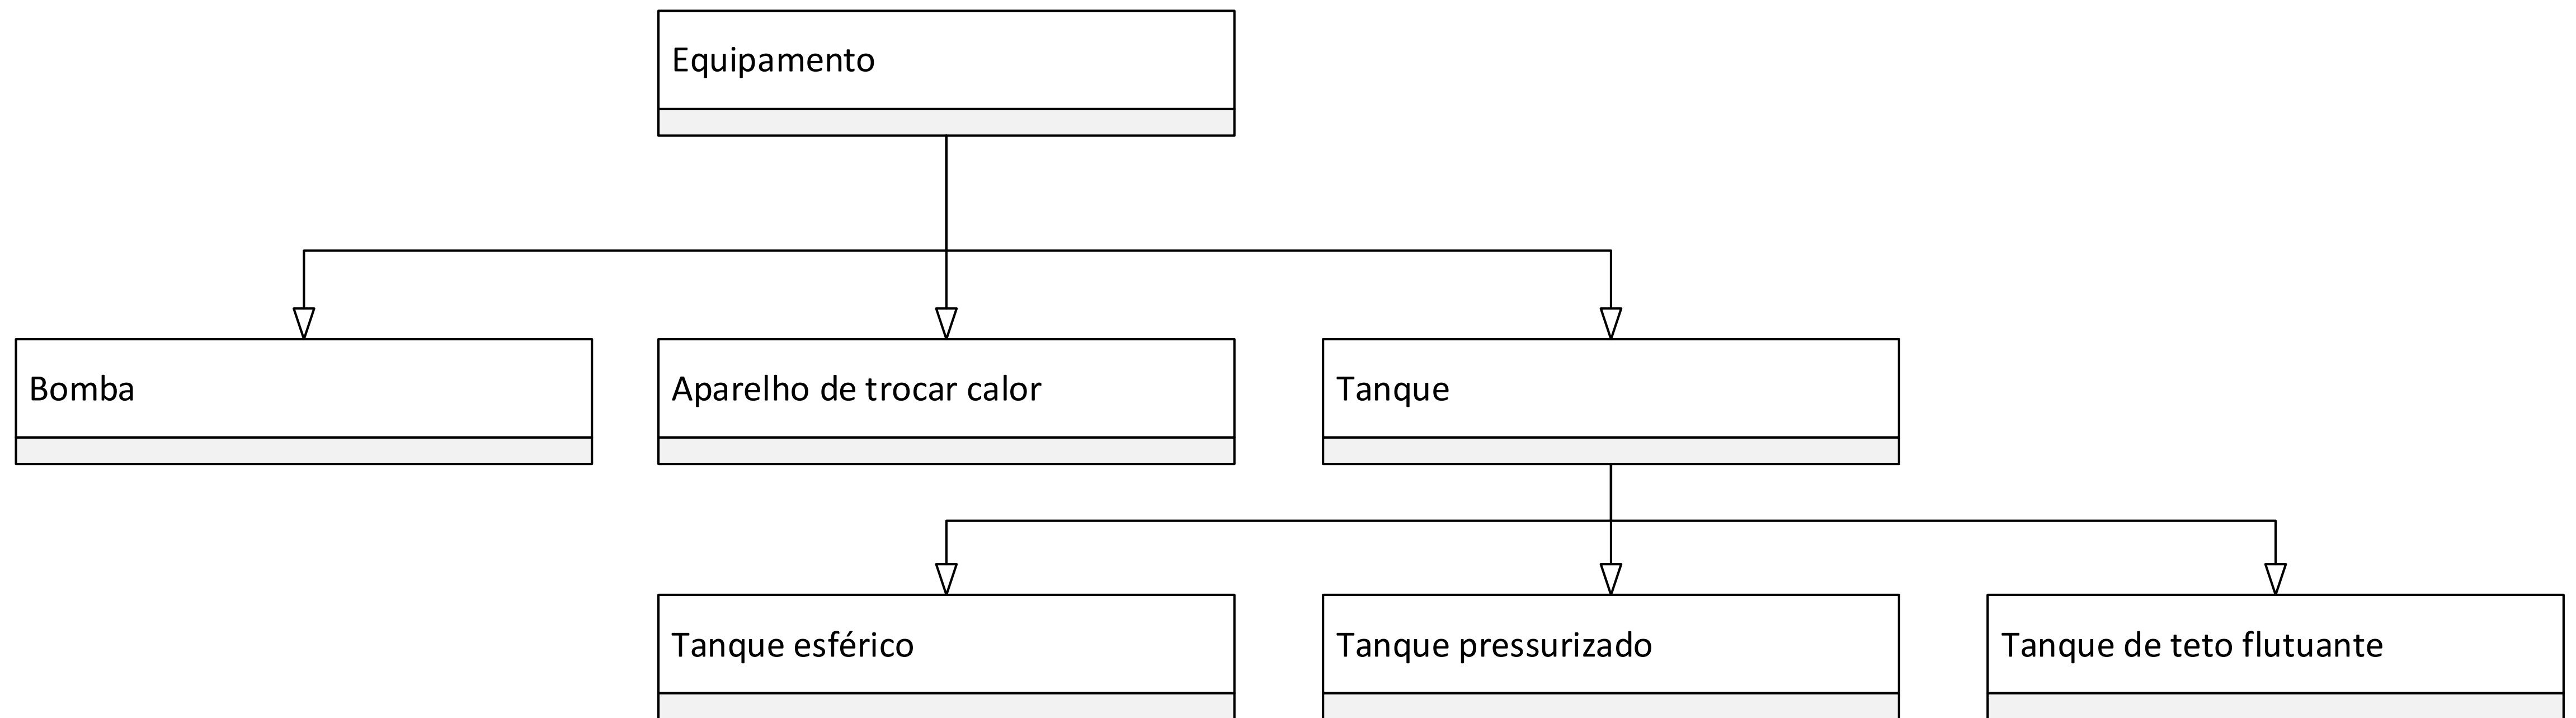 Equipamento
Bomba
Aparelho de trocar calor
Tanque
Tanque esférico
Tanque pressurizado
Tanque de teto flutuante